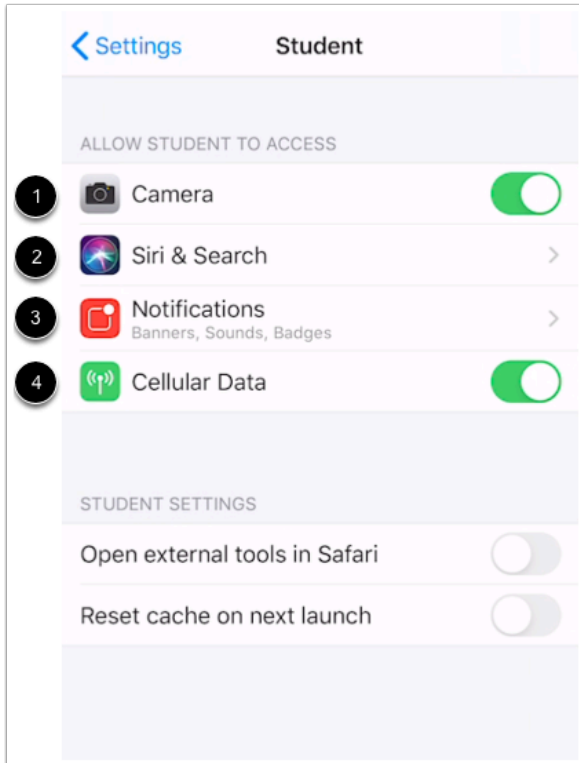 Settings Student
ALLOW STUDENT TO ACCESS
1 Camera
2 Siri & Search
3 Notifications
Banners, Sounds, Badges
4 Cellular Data
STUDENT SETTINGS
Open external tools in Safari
Reset cache on next launch